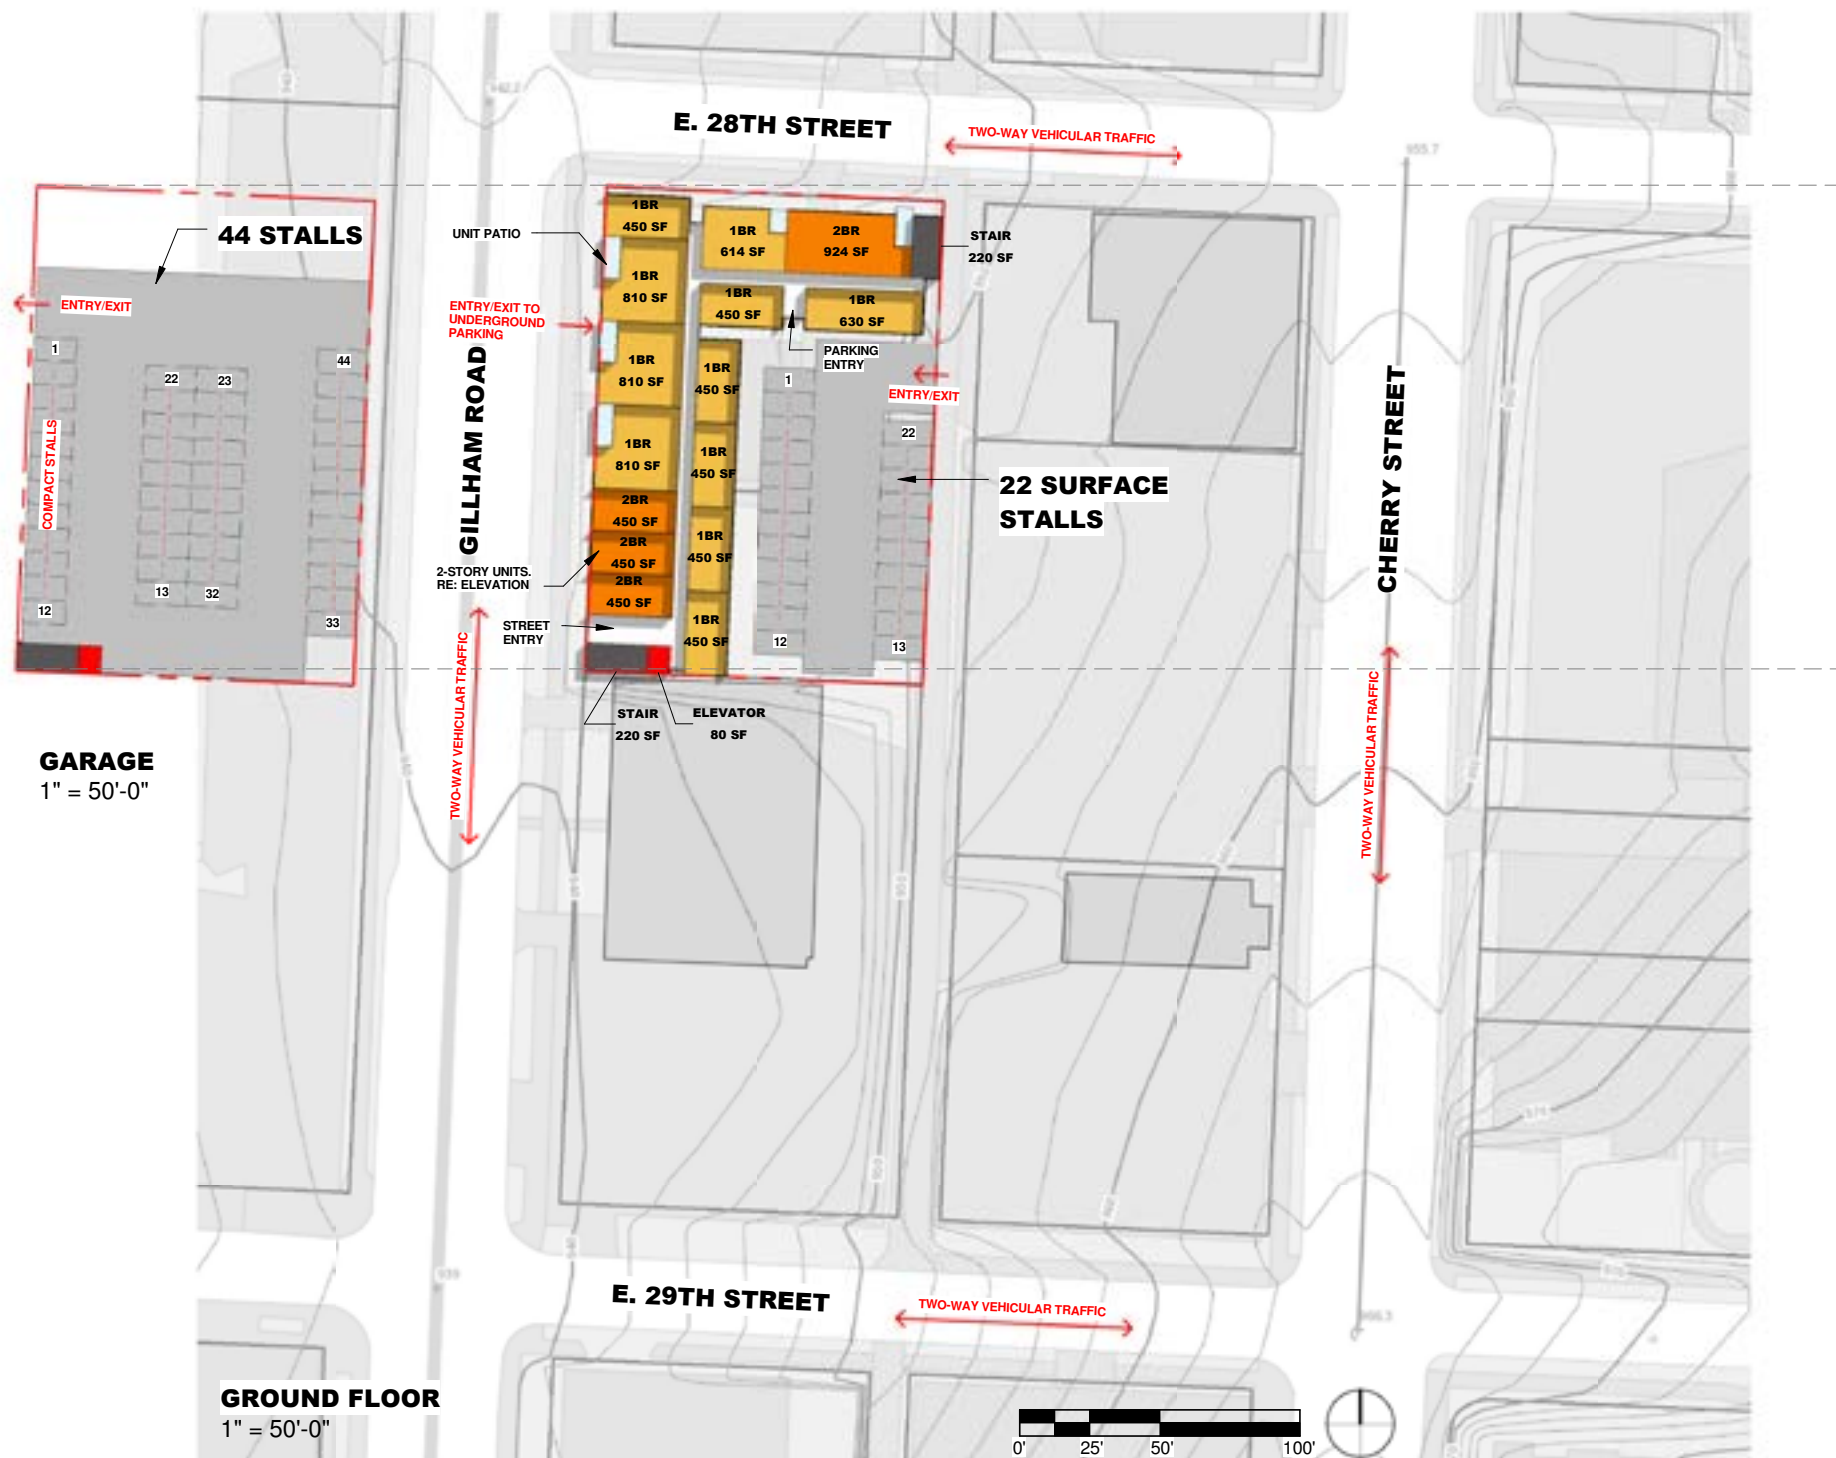 E. 28TH STREET
TWO-WAY VEHICULAR TRAFFIC
955.7
942.2
44 STALLS
ENTRY/EXIT
1
COMPACT STALLS
12
22
23
13
32
44
33
GARAGE
1" = 50'-0"
GILLHAM ROAD
TWO-WAY VEHICULAR TRAFFIC
UNIT PATIO
ENTRY/EXIT TO
UNDERGROUND
PARKING
2-STORY UNITS.
RE: ELEVATION
STREET
ENTRY
1BR
450 SF
1BR
810 SF
1BR
810 SF
1BR
810 SF
2BR
450 SF
2BR
450 SF
2BR
450 SF
1BR
614 SF
2BR
924 SF
STAIR
220 SF
1BR
450 SF
1BR
630 SF
PARKING
ENTRY
1BR
450 SF
1BR
450 SF
1BR
450 SF
1BR
450 SF
1
12
ENTRY/EXIT
22
13
22 SURFACE
STALLS
STAIR
220 SF
ELEVATOR
80 SF
CHERRY STREET
TWO-WAY VEHICULAR TRAFFIC
939
E. 29TH STREET
TWO-WAY VEHICULAR TRAFFIC
GROUND FLOOR
1" = 50'-0"
0'
25'
50'
100'